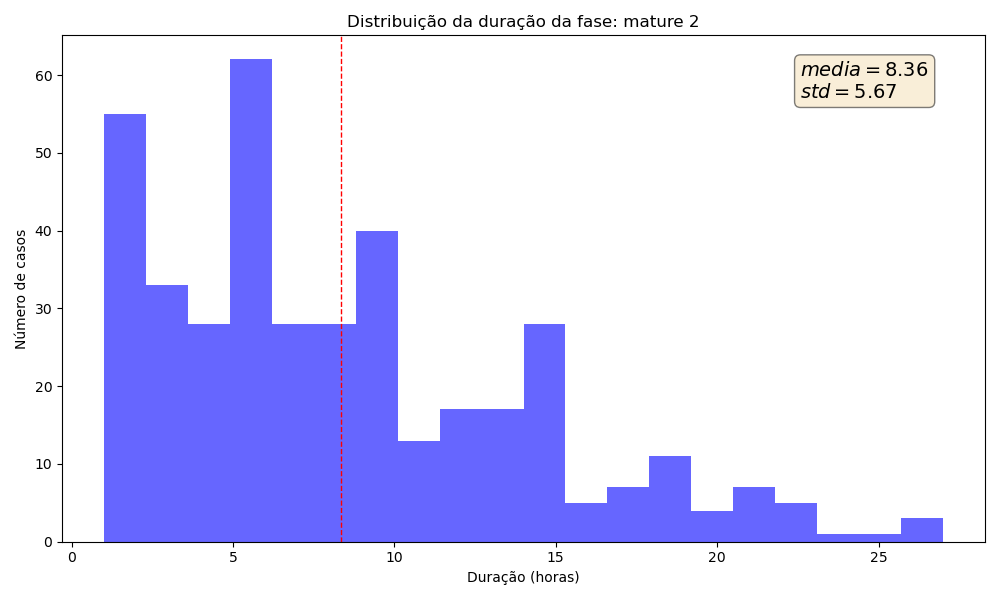 Distribuição da duração da fase: mature 2
media = 8.36
std = 5.67
Número de casos
60
50
40
30
20
10
0
0 5 10 15 20 25
Duração (horas)